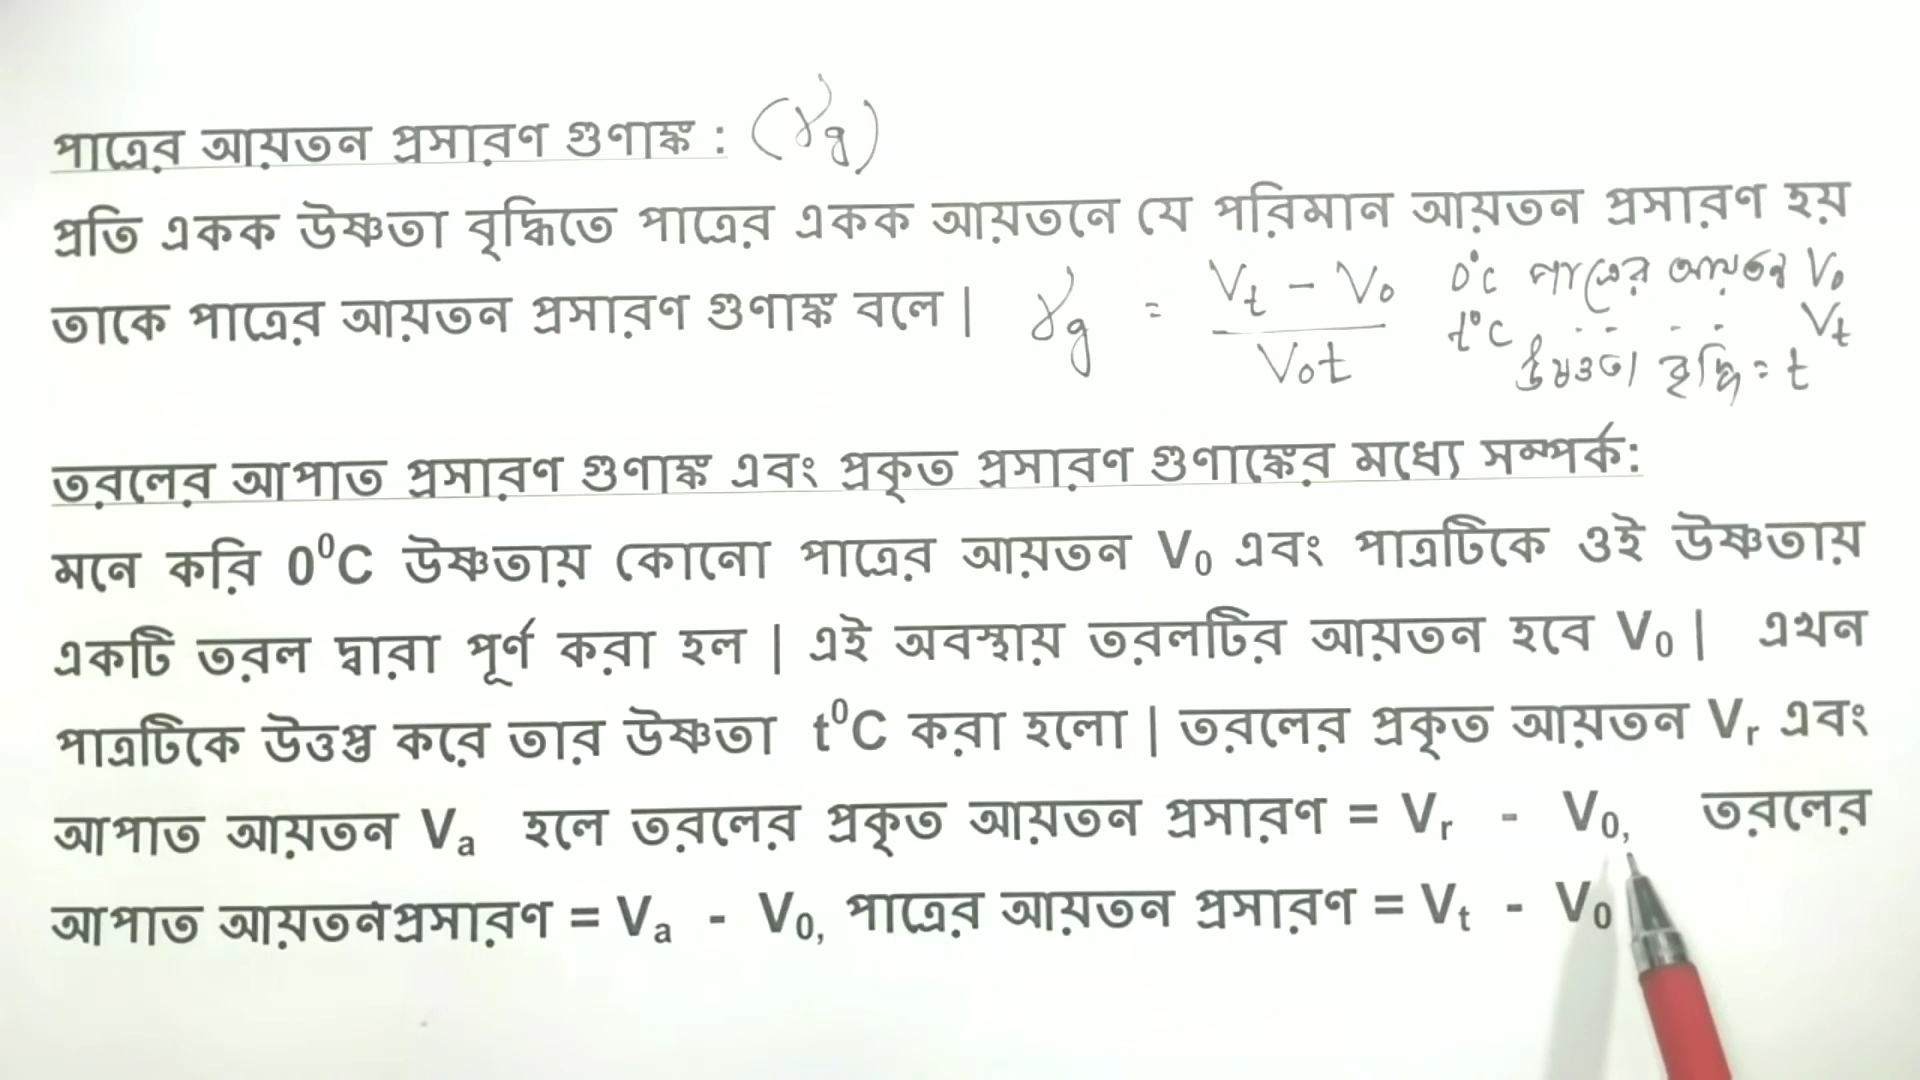 পাত্রের আয়তন প্রসারণ গুণাঙ্ক : (γg)
প্রতি একক উষ্ণতা বৃদ্ধিতে পাত্রের একক আয়তনে যে পরিমান আয়তন প্রসারণ হয়
তাকে পাত্রের আয়তন প্রসারণ গুণাঙ্ক বলে |
γg = (Vt - V₀) / V₀t
0°C পাত্রের আয়তন V₀
t°C " " Vt
উষ্ণতা বৃদ্ধি = t
তরলের আপাত প্রসারণ গুণাঙ্ক এবং প্রকৃত প্রসারণ গুণাঙ্কের মধ্যে সম্পর্ক:
মনে করি 0⁰C উষ্ণতায় কোনো পাত্রের আয়তন V₀ এবং পাত্রটিকে ওই উষ্ণতায়
একটি তরল দ্বারা পূর্ণ করা হল | এই অবস্থায় তরলটির আয়তন হবে V₀ | এখন
পাত্রটিকে উত্তপ্ত করে তার উষ্ণতা t⁰C করা হলো | তরলের প্রকৃত আয়তন Vr এবং
আপাত আয়তন Va হলে তরলের প্রকৃত আয়তন প্রসারণ = Vr - V₀, তরলের
আপাত আয়তনপ্রসারণ = Va - V₀, পাত্রের আয়তন প্রসারণ = Vt - V₀